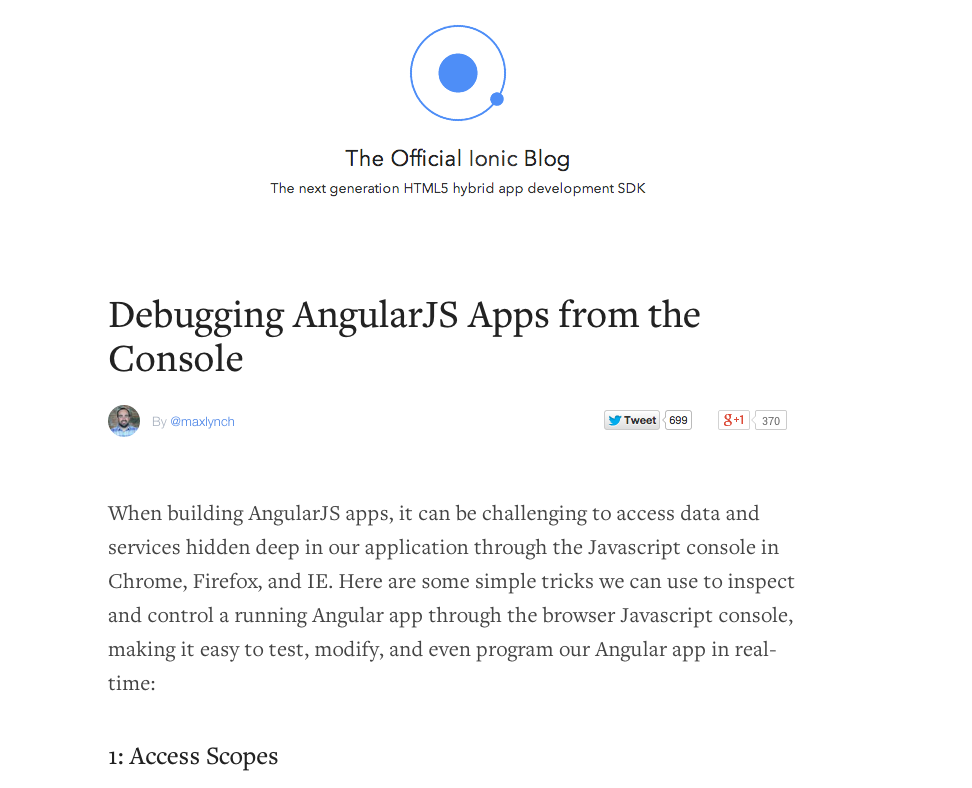 The Official Ionic Blog
The next generation HTML5 hybrid app development SDK
Debugging AngularJS Apps from the
Console
By @maxlynch
Tweet 699 g+1 370
When building AngularJS apps, it can be challenging to access data and
services hidden deep in our application through the Javascript console in
Chrome, Firefox, and IE. Here are some simple tricks we can use to inspect
and control a running Angular app through the browser Javascript console,
making it easy to test, modify, and even program our Angular app in real-
time:
1: Access Scopes